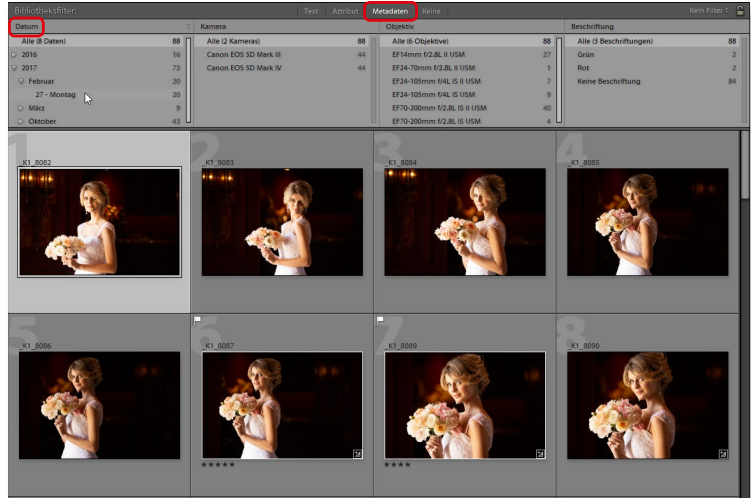 Bibliotheksfilter: Text Attribut Metadaten Keine Kein Filter
Datum Kamera Objektiv Beschriftung
Alle (8 Daten) 88 Alle (2 Kameras) 88 Alle (6 Objektive) 88 Alle (3 Beschriftungen) 88
2016 16 Canon EOS 5D Mark III 44 EF14mm f/2.8L II USM 27 Grün 2
2017 72 Canon EOS 5D Mark IV 44 EF24-70mm f/2.8L II USM 1 Rot 2
Februar 20 EF24-105mm f/4L IS II USM 7 Keine Beschriftung 84
27 - Montag 20 EF24-105mm f/4L IS USM 9
März 9 EF70-200mm f/2.8L IS II USM 40
Oktober 43 EF70-200mm f/2.8L IS USM 4
1 2 3 4
_K1_8082 _K1_8083 _K1_8084 _K1_8085
5 6 7 8
_K1_8086 _K1_8087 _K1_8089 _K1_8090
★★★★★ ★★★★